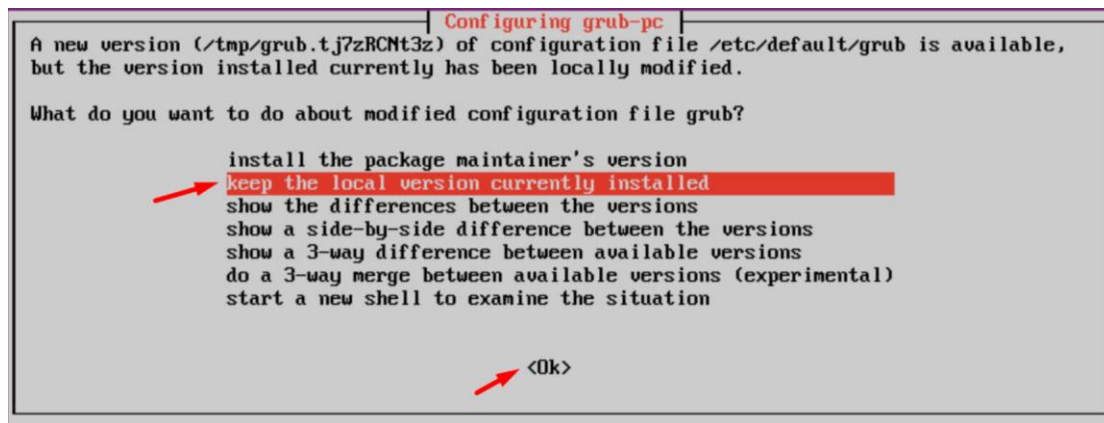 Configuring grub-pc
A new version (/tmp/grub.tj7zRCNt3z) of configuration file /etc/default/grub is available,
but the version installed currently has been locally modified.
What do you want to do about modified configuration file grub?
install the package maintainer's version
keep the local version currently installed
show the differences between the versions
show a side-by-side difference between the versions
show a 3-way difference between available versions
do a 3-way merge between available versions (experimental)
start a new shell to examine the situation
<Ok>